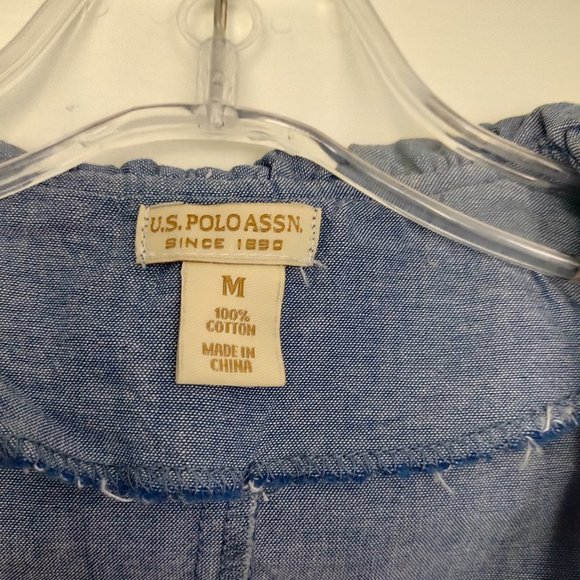 U.S. POLO ASSN.
SINCE 1890
M
100%
COTTON
MADE IN
CHINA